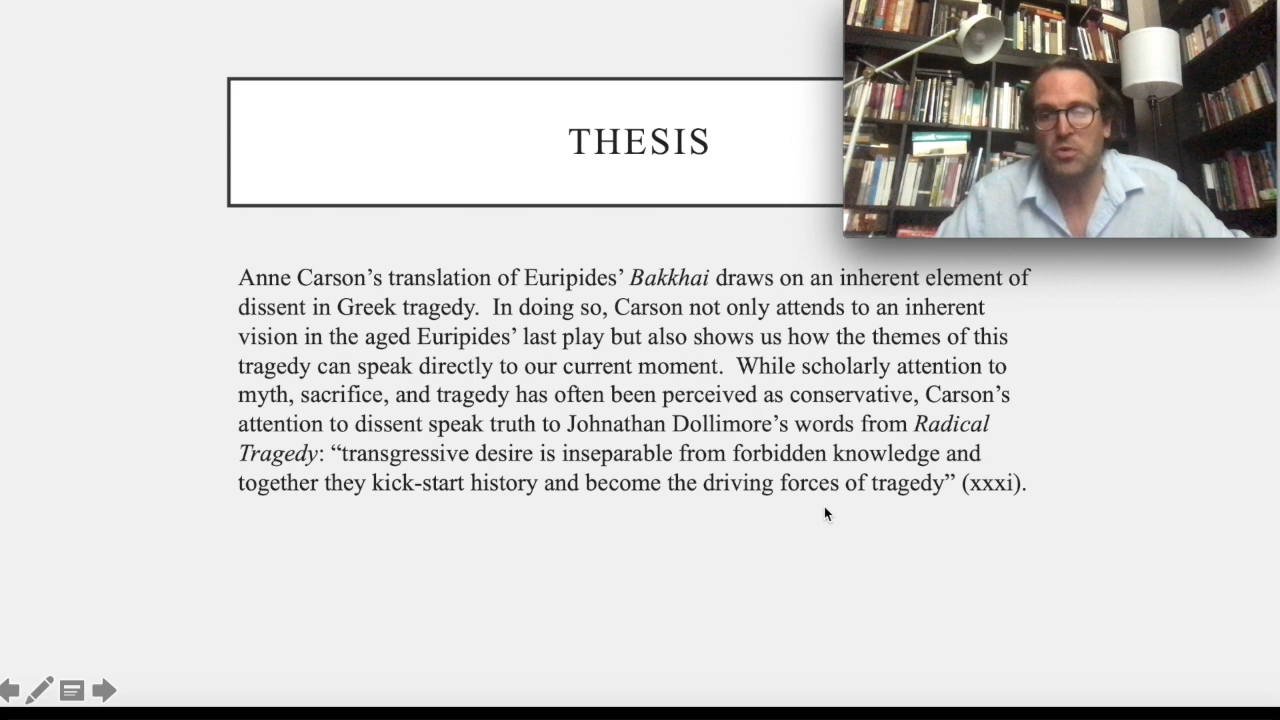 THESIS
Anne Carson’s translation of Euripides’ Bakkhai draws on an inherent element of
dissent in Greek tragedy.  In doing so, Carson not only attends to an inherent
vision in the aged Euripides’ last play but also shows us how the themes of this
tragedy can speak directly to our current moment.  While scholarly attention to
myth, sacrifice, and tragedy has often been perceived as conservative, Carson’s
attention to dissent speak truth to Johnathan Dollimore’s words from Radical
Tragedy: “transgressive desire is inseparable from forbidden knowledge and
together they kick-start history and become the driving forces of tragedy” (xxxi).